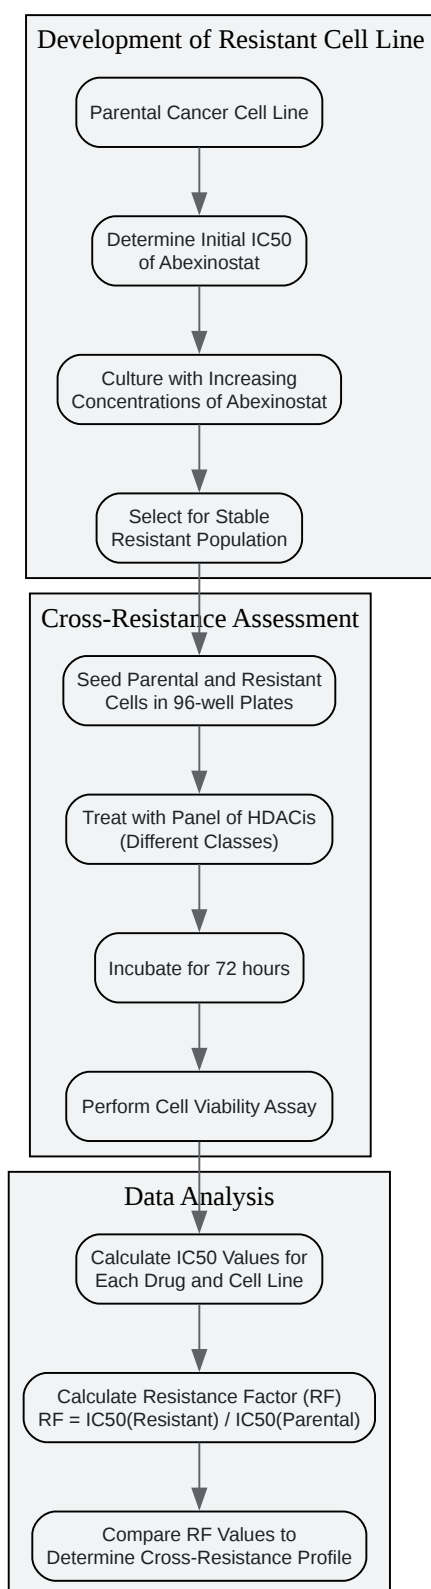 Development of Resistant Cell Line
Parental Cancer Cell Line
Determine Initial IC50
of Abexinostat
Culture with Increasing
Concentrations of Abexinostat
Select for Stable
Resistant Population
Cross-Resistance Assessment
Seed Parental and Resistant
Cells in 96-well Plates
Treat with Panel of HDACis
(Different Classes)
Incubate for 72 hours
Perform Cell Viability Assay
Data Analysis
Calculate IC50 Values for
Each Drug and Cell Line
Calculate Resistance Factor (RF)
RF = IC50(Resistant) / IC50(Parental)
Compare RF Values to
Determine Cross-Resistance Profile